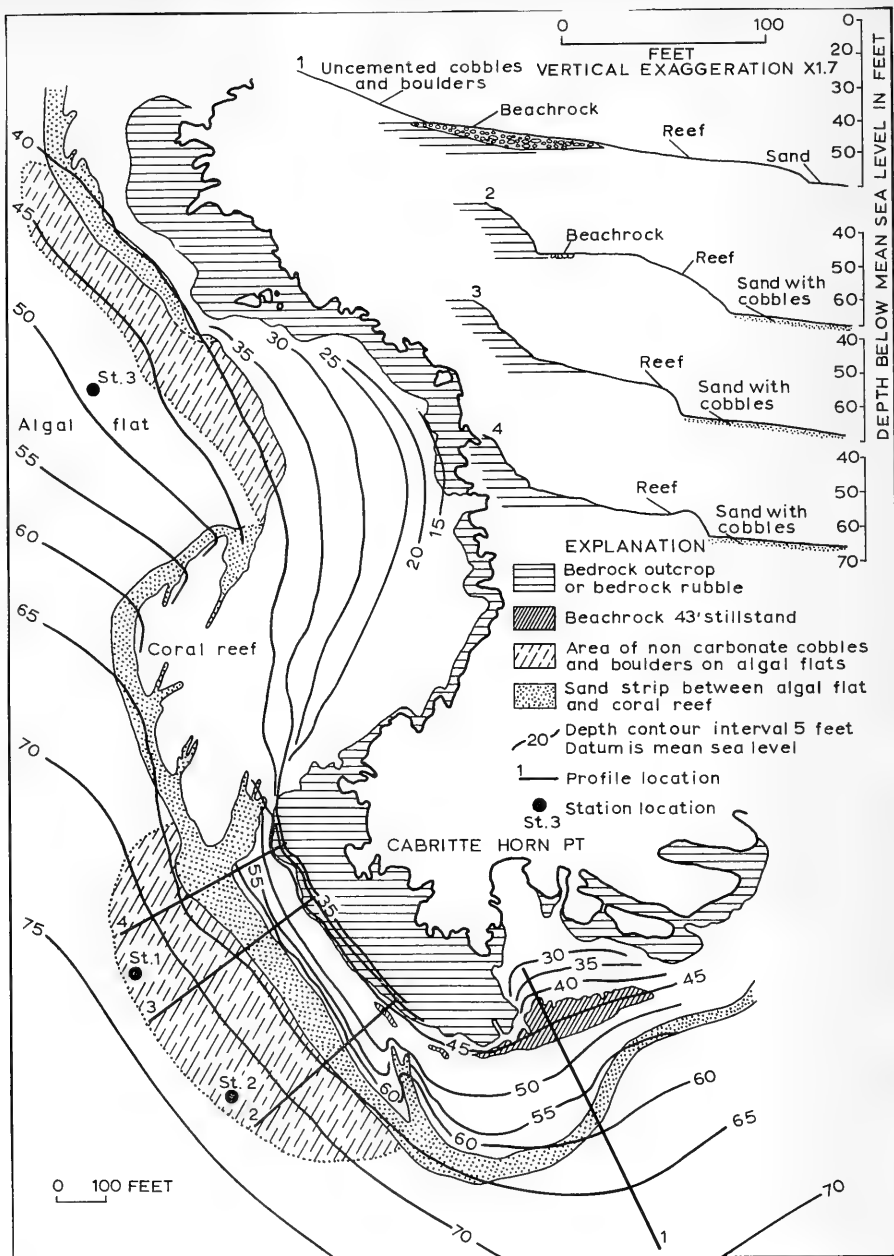 0 100
FEET
VERTICAL EXAGGERATION X1.7
0
20
30
40
50
DEPTH BELOW MEAN SEA LEVEL IN FEET
1
Uncemented cobbles
and boulders
Beachrock
Reef
Sand
2
Beachrock
Reef
Sand with
cobbles
40
50
60
3
Reef
Sand with
cobbles
40
50
60
4
Reef
Sand with
cobbles
40
50
60
70
EXPLANATION
Bedrock outcrop
or bedrock rubble
Beachrock 43' stillstand
Area of non carbonate cobbles
and boulders on algal flats
Sand strip between algal flat
and coral reef
20 Depth contour interval 5 feet
Datum is mean sea level
1 Profile location
Station location
St.3
40
45
50
St.3
Algal flat
55
60
65
70
75
35
30
25
20
15
Coral reef
CABRITTE HORN PT
55
35
4
St.1
3
St. 2
2
60
45
30
35
40
45
50
55
60
60
65
70
70
1
0 100 FEET